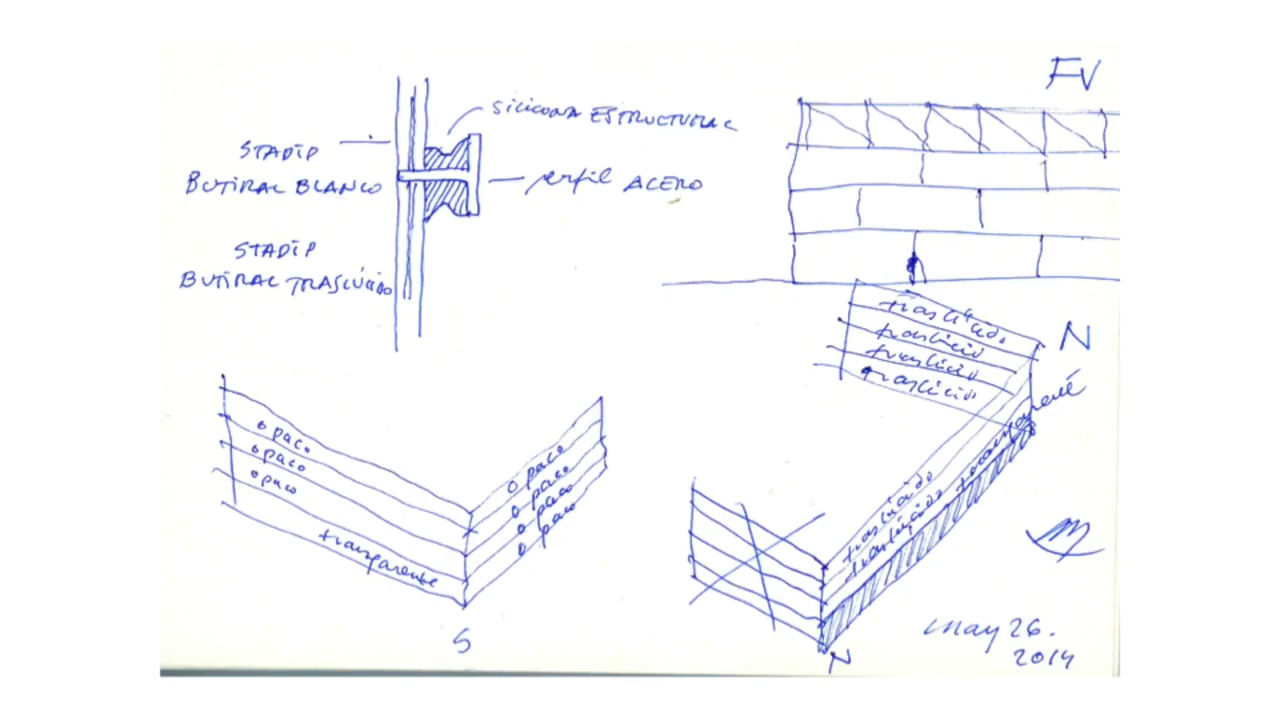 FV
SILICONA ESTRUCTURAL
STADIP
BUTIRAL BLANCO
perfil ACERO
STADIP
BUTIRAL TRASLÚCIDO
traslúcido
traslúcido
traslúcido
traslúcido
N
opaco
opaco
opaco
transparente
opaco
opaco
opaco
opaco
S
traslúcido
traslúcido
transparente
N
May 26.
2014